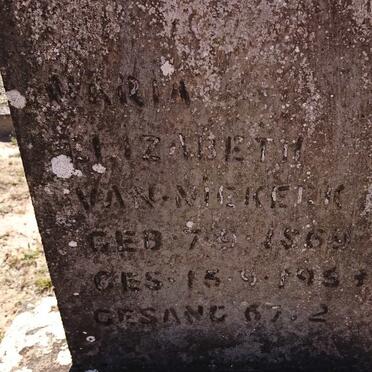 MARIA
ELIZABETH
VAN NIEKERK
GEB 7·9·1869
GES 15·9·195
GESANG 67.2